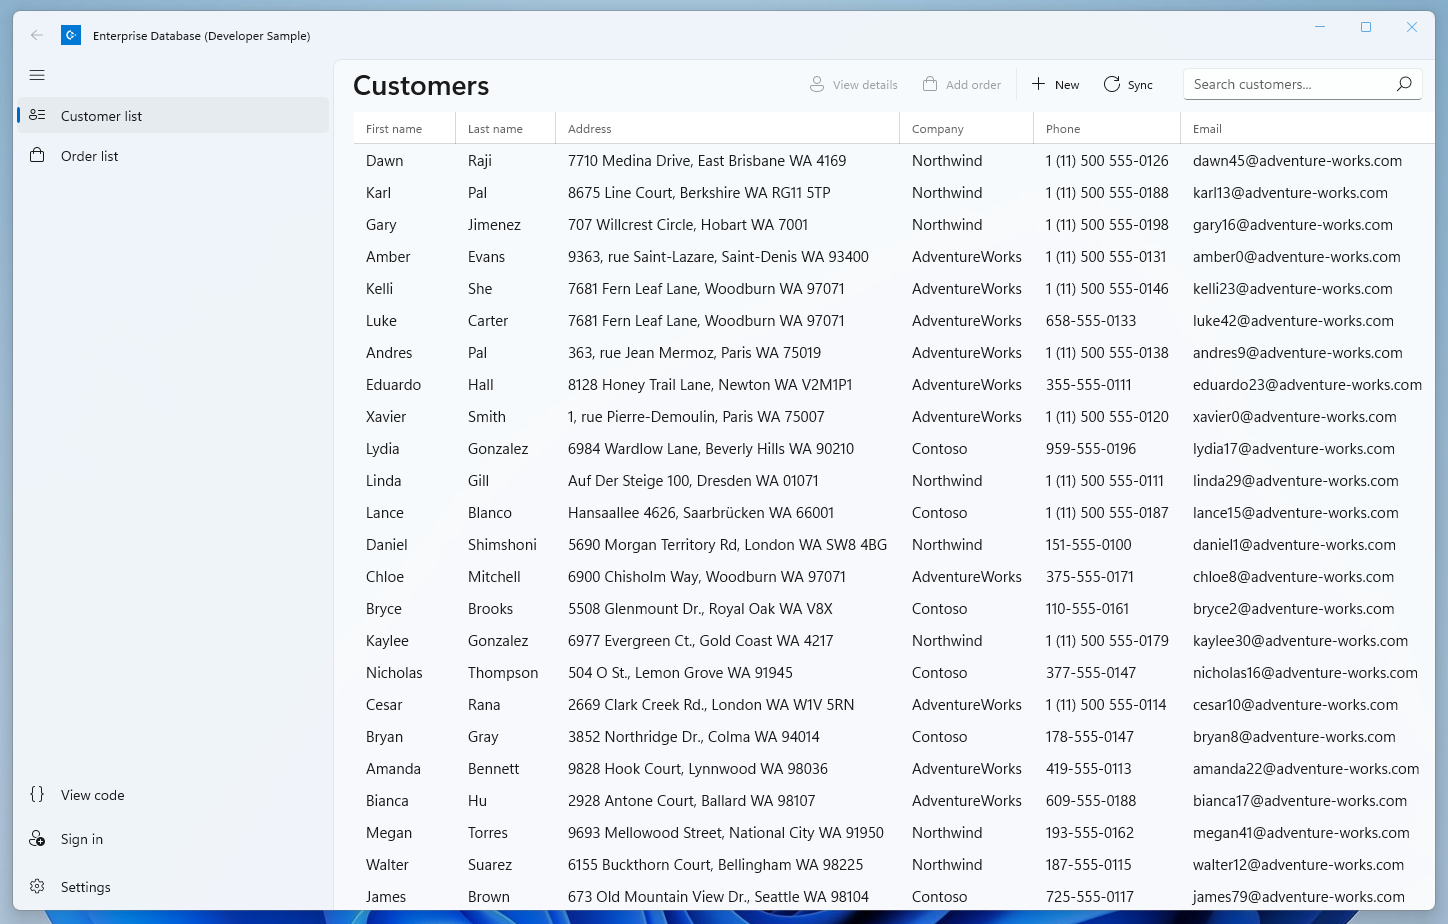 Enterprise Database (Developer Sample)
Customer list
Order list
View code
Sign in
Settings
Customers
View details Add order New Sync Search customers...
First name Last name Address Company Phone Email
Dawn Raji 7710 Medina Drive, East Brisbane WA 4169 Northwind 1 (11) 500 555-0126 dawn45@adventure-works.com
Karl Pal 8675 Line Court, Berkshire WA RG11 5TP Northwind 1 (11) 500 555-0188 karl13@adventure-works.com
Gary Jimenez 707 Willcrest Circle, Hobart WA 7001 Northwind 1 (11) 500 555-0198 gary16@adventure-works.com
Amber Evans 9363, rue Saint-Lazare, Saint-Denis WA 93400 AdventureWorks 1 (11) 500 555-0131 amber0@adventure-works.com
Kelli She 7681 Fern Leaf Lane, Woodburn WA 97071 AdventureWorks 1 (11) 500 555-0146 kelli23@adventure-works.com
Luke Carter 7681 Fern Leaf Lane, Woodburn WA 97071 AdventureWorks 658-555-0133 luke42@adventure-works.com
Andres Pal 363, rue Jean Mermoz, Paris WA 75019 AdventureWorks 1 (11) 500 555-0138 andres9@adventure-works.com
Eduardo Hall 8128 Honey Trail Lane, Newton WA V2M1P1 AdventureWorks 355-555-0111 eduardo23@adventure-works.com
Xavier Smith 1, rue Pierre-Demoulin, Paris WA 75007 AdventureWorks 1 (11) 500 555-0120 xavier0@adventure-works.com
Lydia Gonzalez 6984 Wardlow Lane, Beverly Hills WA 90210 Contoso 959-555-0196 lydia17@adventure-works.com
Linda Gill Auf Der Steige 100, Dresden WA 01071 Northwind 1 (11) 500 555-0111 linda29@adventure-works.com
Lance Blanco Hansaallee 4626, Saarbrücken WA 66001 Contoso 1 (11) 500 555-0187 lance15@adventure-works.com
Daniel Shimshoni 5690 Morgan Territory Rd, London WA SW8 4BG Northwind 151-555-0100 daniel1@adventure-works.com
Chloe Mitchell 6900 Chisholm Way, Woodburn WA 97071 AdventureWorks 375-555-0171 chloe8@adventure-works.com
Bryce Brooks 5508 Glenmount Dr., Royal Oak WA V8X Contoso 110-555-0161 bryce2@adventure-works.com
Kaylee Gonzalez 6977 Evergreen Ct., Gold Coast WA 4217 Northwind 1 (11) 500 555-0179 kaylee30@adventure-works.com
Nicholas Thompson 504 O St., Lemon Grove WA 91945 Contoso 377-555-0147 nicholas16@adventure-works.com
Cesar Rana 2669 Clark Creek Rd., London WA W1V 5RN AdventureWorks 1 (11) 500 555-0114 cesar10@adventure-works.com
Bryan Gray 3852 Northridge Dr., Colma WA 94014 Contoso 178-555-0147 bryan8@adventure-works.com
Amanda Bennett 9828 Hook Court, Lynnwood WA 98036 AdventureWorks 419-555-0113 amanda22@adventure-works.com
Bianca Hu 2928 Antone Court, Ballard WA 98107 AdventureWorks 609-555-0188 bianca17@adventure-works.com
Megan Torres 9693 Mellowood Street, National City WA 91950 Northwind 193-555-0162 megan41@adventure-works.com
Walter Suarez 6155 Buckthorn Court, Bellingham WA 98225 Northwind 187-555-0115 walter12@adventure-works.com
James Brown 673 Old Mountain View Dr., Seattle WA 98104 Contoso 725-555-0117 james79@adventure-works.com